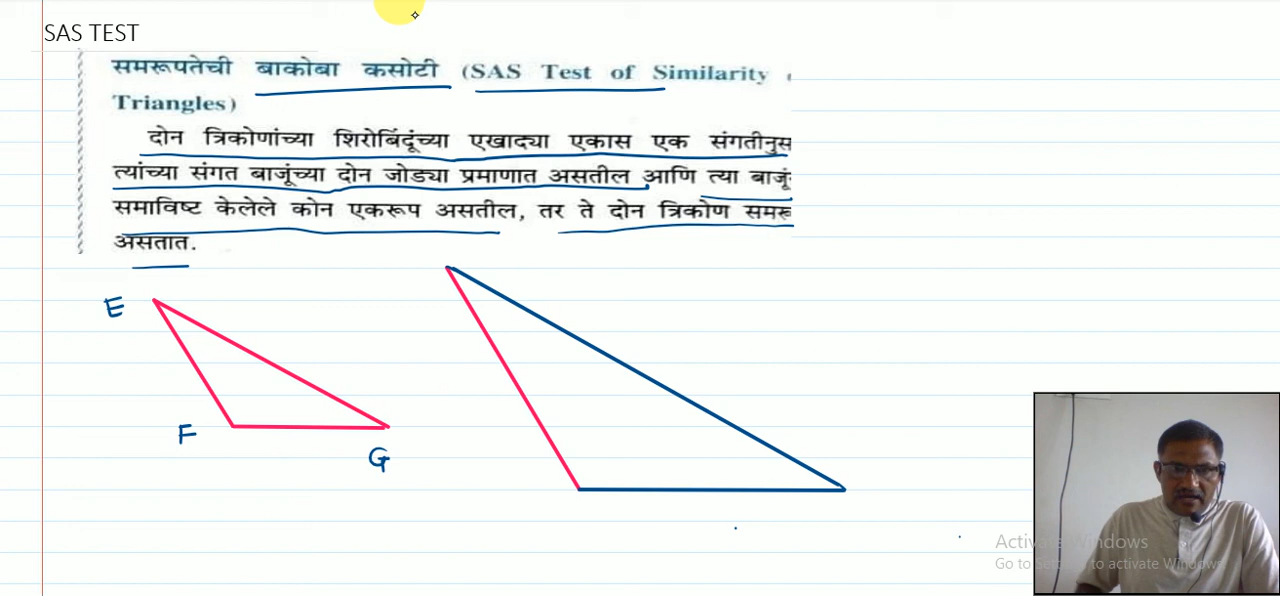 SAS TEST
समरूपतेची बाकोबा कसोटी (SAS Test of Similarity
Triangles)
दोन त्रिकोणांच्या शिरोबिंदूंच्या एखाद्या एकास एक संगतीनुस
त्यांच्या संगत बाजूंच्या दोन जोड्या प्रमाणात असतील आणि त्या बाजूं
समाविष्ट केलेले कोन एकरूप असतील, तर ते दोन त्रिकोण समरू
असतात.
E
F
G
Activate Windows
Go to Settings to activate Windows.